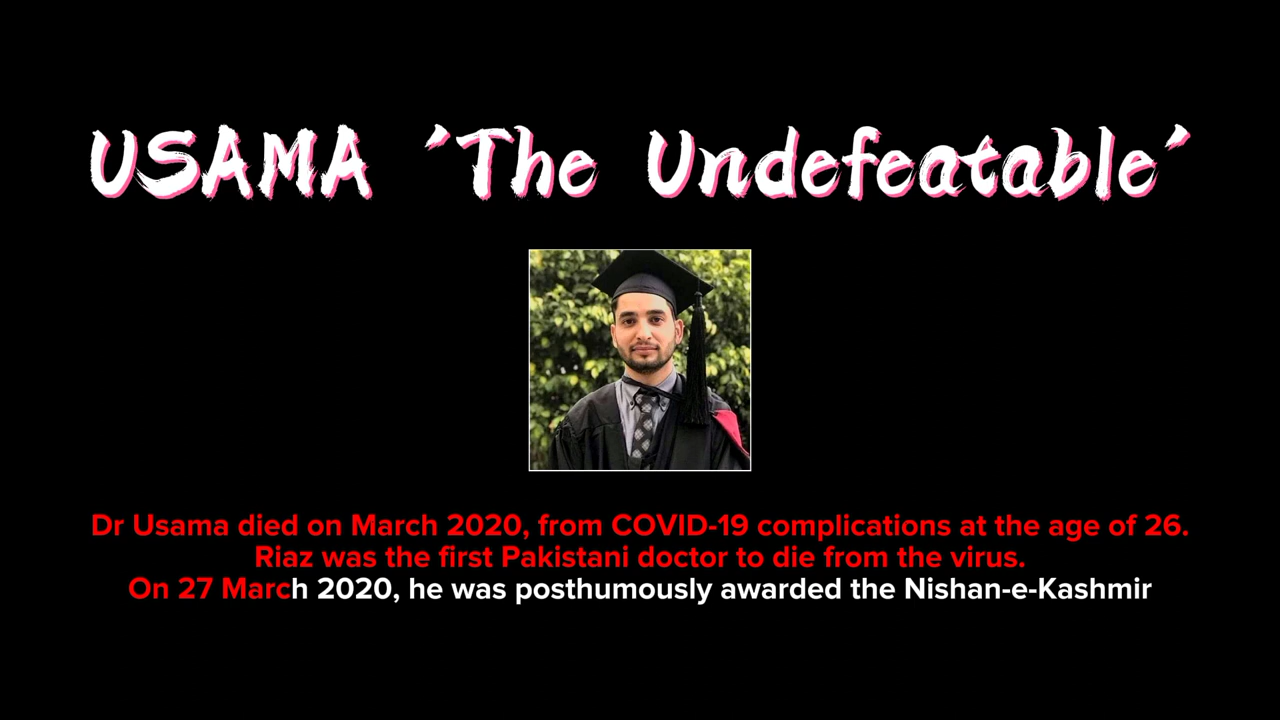 USAMA ´The Undefeatable´
Dr Usama died on March 2020, from COVID-19 complications at the age of 26.
Riaz was the first Pakistani doctor to die from the virus.
On 27 March 2020, he was posthumously awarded the Nishan-e-Kashmir